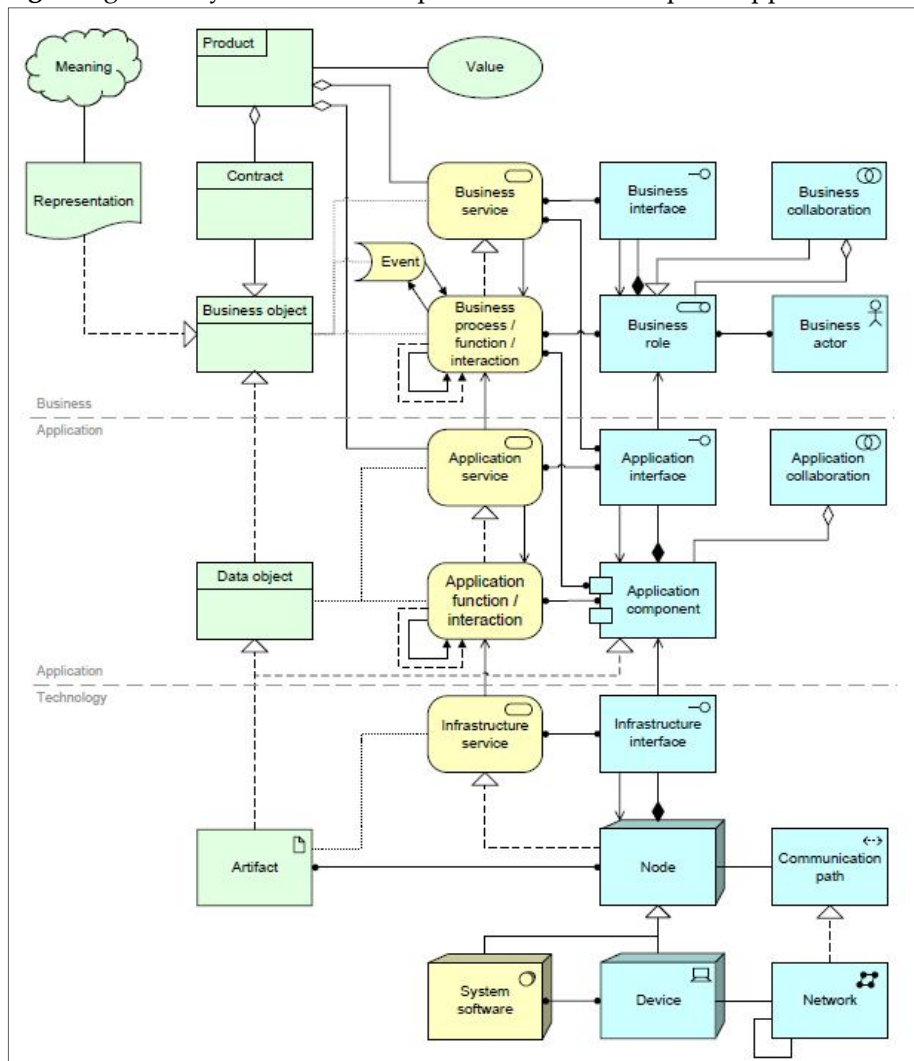 Product
Meaning
Value
Representation
Contract
Business
service
Business
interface
Business
collaboration
Event
Business object
Business
process /
function /
interaction
Business
role
Business
actor
Business
Application
Application
service
Application
interface
Application
collaboration
Data object
Application
function /
interaction
Application
component
Application
Technology
Infrastructure
service
Infrastructure
interface
Artifact
Node
Communication
path
System
software
Device
Network